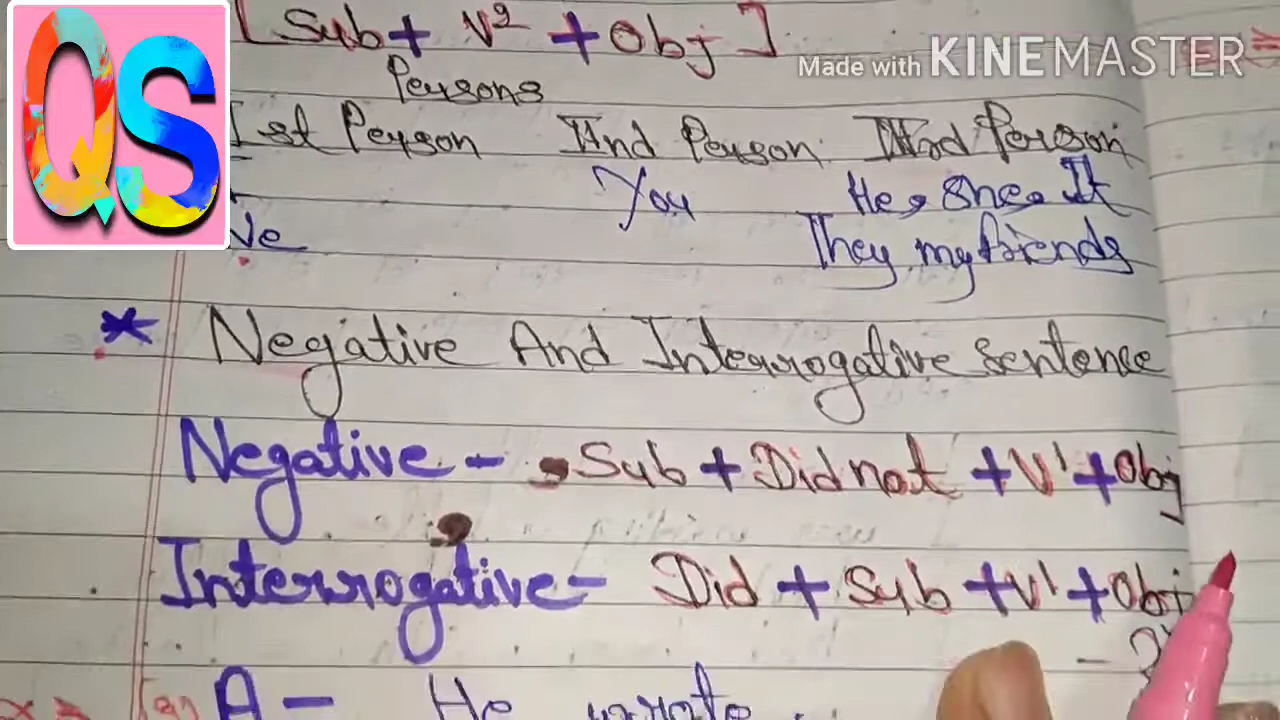 [Sub + V² + Obj]
Persons
Ist Person IInd Person IIIrd Person
You He, She, It
We They my friends
* Negative And Interrogative Sentence
Negative - Sub + Did not + V¹ + Obj
Interrogative - Did + Sub + V¹ + Obj
A - He wrote
QS
Made with KINEMASTER